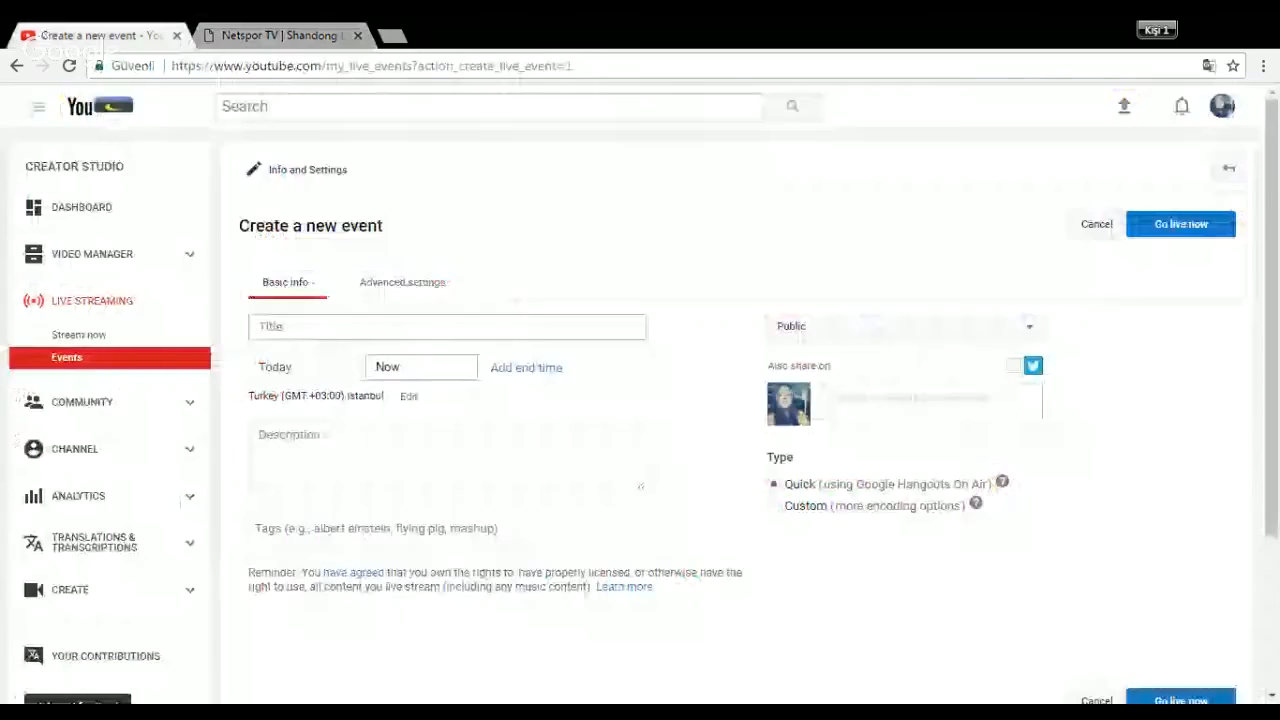 Create a new event - You
Netspor TV | Shandong L
Kişi 1
Güvenli
https://www.youtube.com/my_live_events?action_create_live_event=1
You
Search
CREATOR STUDIO
Info and Settings
DASHBOARD
Create a new event
Cancel
Go live now
VIDEO MANAGER
Basic info
Advanced settings
LIVE STREAMING
Title
Public
Stream now
Events
Today
Now
Add end time
Also share on
Turkey (GMT +03:00) Istanbul
Edit
COMMUNITY
Description
CHANNEL
Type
Quick (using Google Hangouts On Air)
Custom (more encoding options)
ANALYTICS
Tags (e.g., albert einstein, flying pig, mashup)
TRANSLATIONS &
TRANSCRIPTIONS
Reminder: You have agreed that you own the rights to, have properly licensed, or otherwise have the
right to use, all content you live stream (including any music content). Learn more
CREATE
YOUR CONTRIBUTIONS
Cancel
Go live now